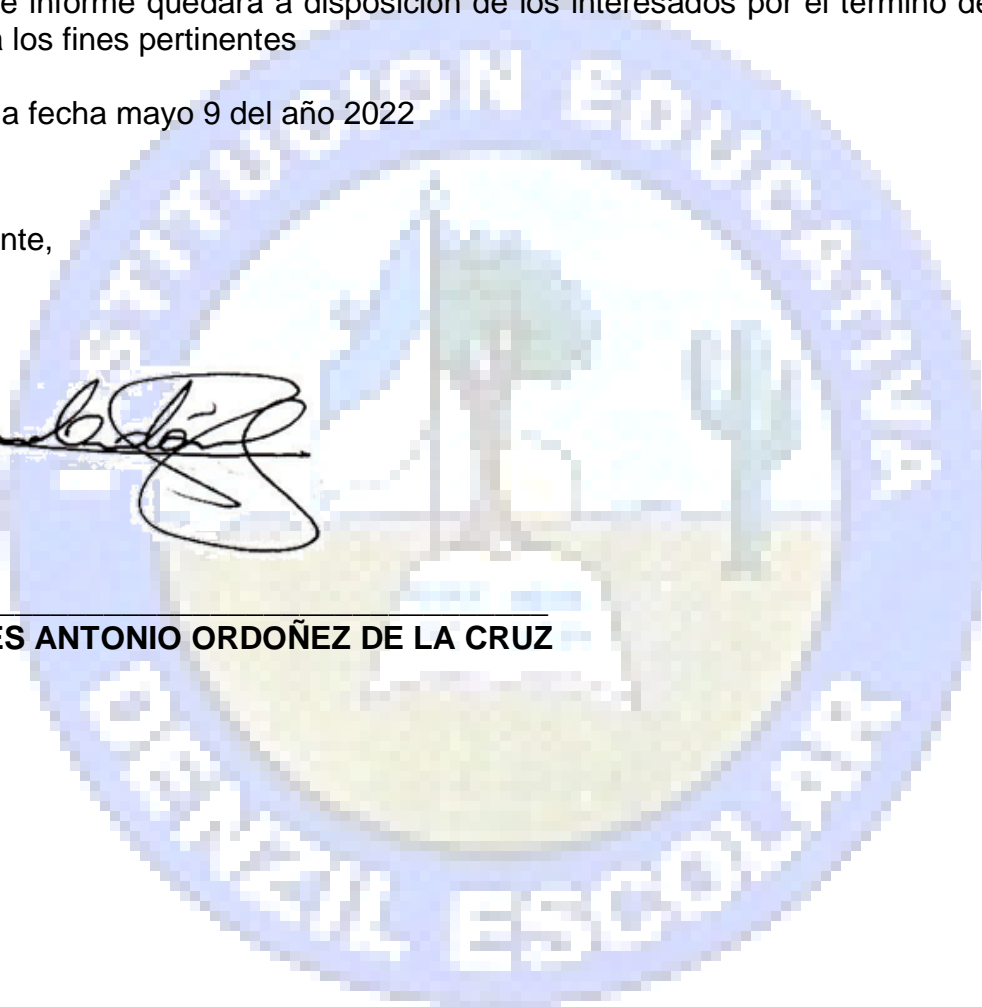 e informe quedará a disposición de los interesados por el término de
a los fines pertinentes
a fecha mayo 9 del año 2022
nte,
ES ANTONIO ORDOÑEZ DE LA CRUZ
INSTITUCION EDUCATIVA
DENZIL ESCOLAR